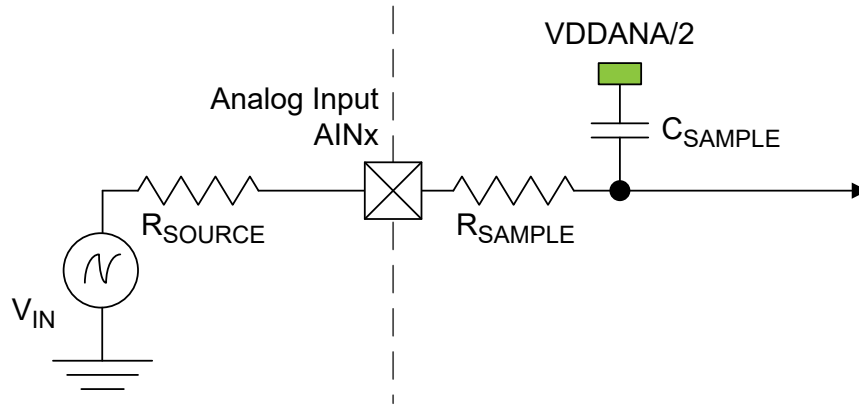 VDDANA/2
Analog Input
AINx
CSAMPLE
RSOURCE
RSAMPLE
VIN